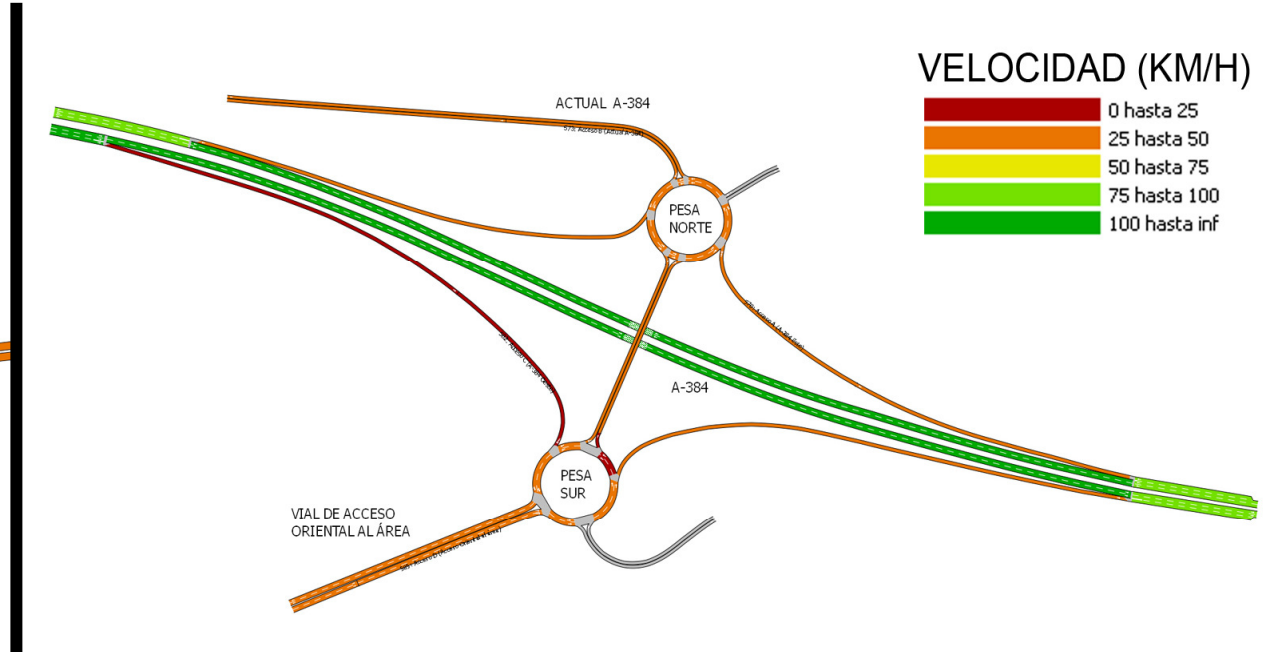 VELOCIDAD (KM/H)
0 hasta 25
25 hasta 50
50 hasta 75
75 hasta 100
100 hasta inf
ACTUAL A-384
PESA
NORTE
A-384
PESA
SUR
VIAL DE ACCESO
ORIENTAL AL ÁREA